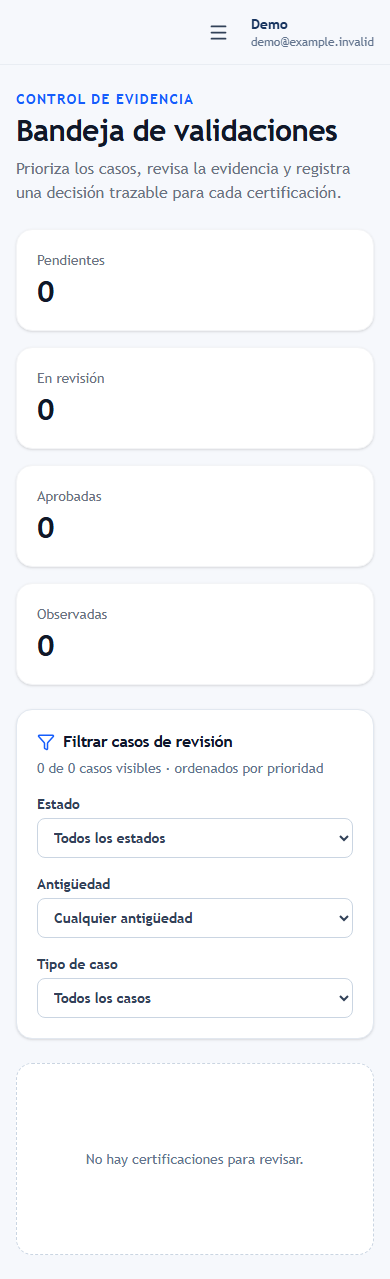 Demo
demo@example.invalid
CONTROL DE EVIDENCIA
Bandeja de validaciones
Prioriza los casos, revisa la evidencia y registra
una decisión trazable para cada certificación.
Pendientes
0
En revisión
0
Aprobadas
0
Observadas
0
Filtrar casos de revisión
0 de 0 casos visibles · ordenados por prioridad
Estado
Todos los estados
Antigüedad
Cualquier antigüedad
Tipo de caso
Todos los casos
No hay certificaciones para revisar.